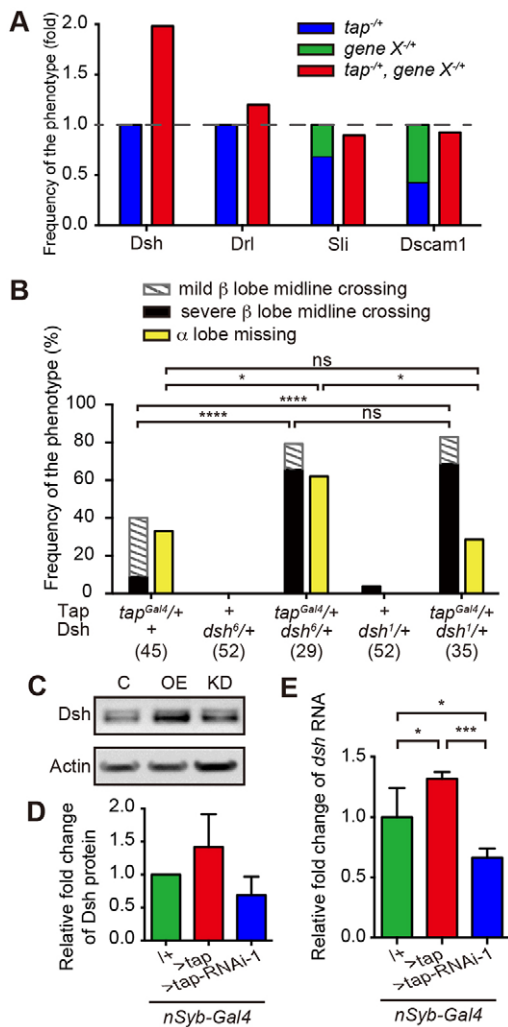 A
Frequency of the phenotype (fold)
2.0
1.5
1.0
0.5
0.0
tap-/+
gene X-/+
tap-/+, gene X-/+
Dsh Drl Sli Dscam1
B
mild β lobe midline crossing
severe β lobe midline crossing
α lobe missing
Frequency of the phenotype (%)
100
80
60
40
20
0
ns
* *
****
**** ns
Tap tapGal4/+ + tapGal4/+ + tapGal4/+
Dsh + dsh6/+ dsh6/+ dsh1/+ dsh1/+
(45) (52) (29) (52) (35)
C
C OE KD
Dsh
Actin
D
Relative fold change
of Dsh protein
2.0
1.5
1.0
0.5
0.0
/+
>tap
>tap-RNAi-1
nSyb-Gal4
E
Relative fold change of dsh RNA
1.5
1.0
0.5
0.0
*
* ***
/+
>tap
>tap-RNAi-1
nSyb-Gal4